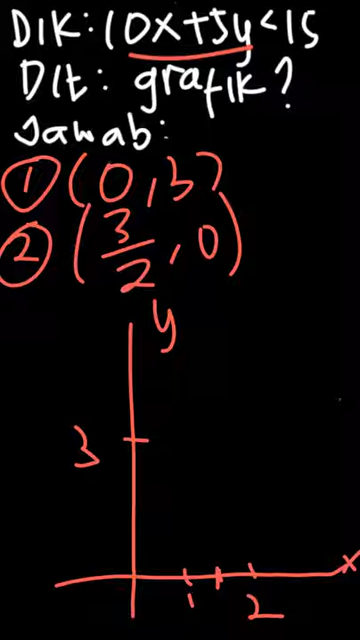 DIK: 10x+5y<15
DIt: grafik?
Jawab:
① (0,3)
② (3/2, 0)
y
3
x
1 2